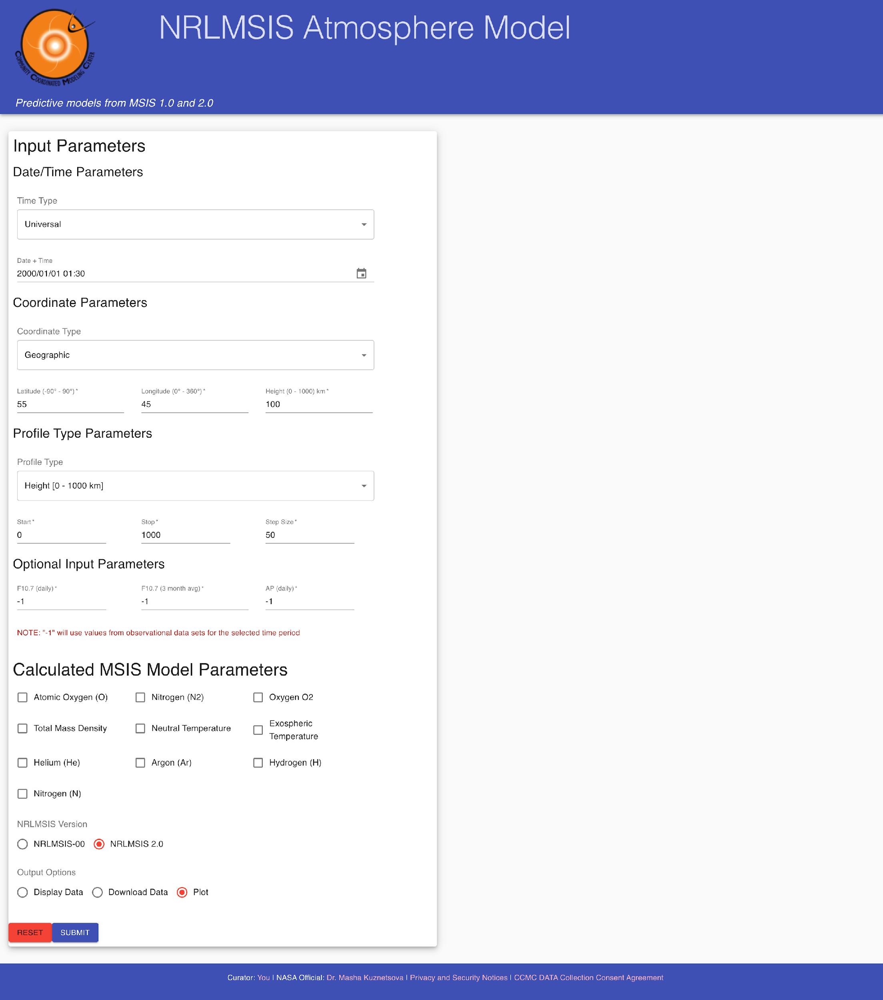 NRLMSIS Atmosphere Model
COMMUNITY COORDINATED MODELING CENTER
Predictive models from MSIS 1.0 and 2.0
Input Parameters
Date/Time Parameters
Time Type
Universal
Date + Time
2000/01/01 01:30
Coordinate Parameters
Coordinate Type
Geographic
Latitude (-90° - 90°) * Longitude (0° - 360°) * Height (0 - 1000) km *
55 45 100
Profile Type Parameters
Profile Type
Height [0 - 1000 km]
Start * Stop * Step Size *
0 1000 50
Optional Input Parameters
F10.7 (daily) * F10.7 (3 month avg) * AP (daily) *
-1 -1 -1
NOTE: "-1" will use values from observational data sets for the selected time period
Calculated MSIS Model Parameters
Atomic Oxygen (O) Nitrogen (N2) Oxygen O2
Total Mass Density Neutral Temperature Exospheric
Temperature
Helium (He) Argon (Ar) Hydrogen (H)
Nitrogen (N)
NRLMSIS Version
NRLMSIS-00 NRLMSIS 2.0
Output Options
Display Data Download Data Plot
RESET SUBMIT
Curator: You | NASA Official: Dr. Masha Kuznetsova | Privacy and Security Notices | CCMC DATA Collection Consent Agreement